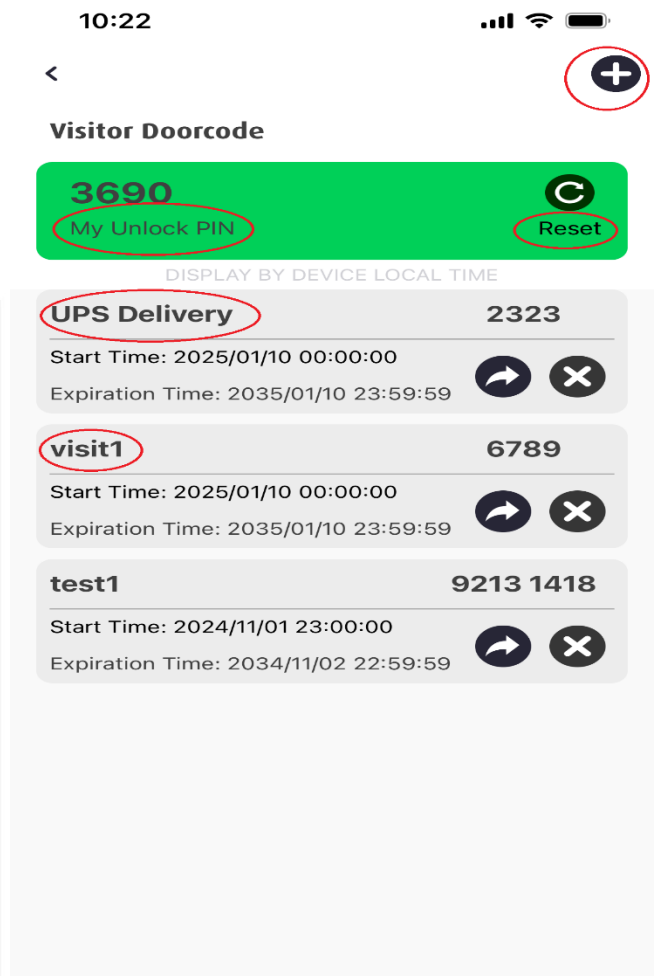 10:22
Visitor Doorcode
3690
My Unlock PIN
Reset
DISPLAY BY DEVICE LOCAL TIME
UPS Delivery 2323
Start Time: 2025/01/10 00:00:00
Expiration Time: 2035/01/10 23:59:59
visit1 6789
Start Time: 2025/01/10 00:00:00
Expiration Time: 2035/01/10 23:59:59
test1 9213 1418
Start Time: 2024/11/01 23:00:00
Expiration Time: 2034/11/02 22:59:59